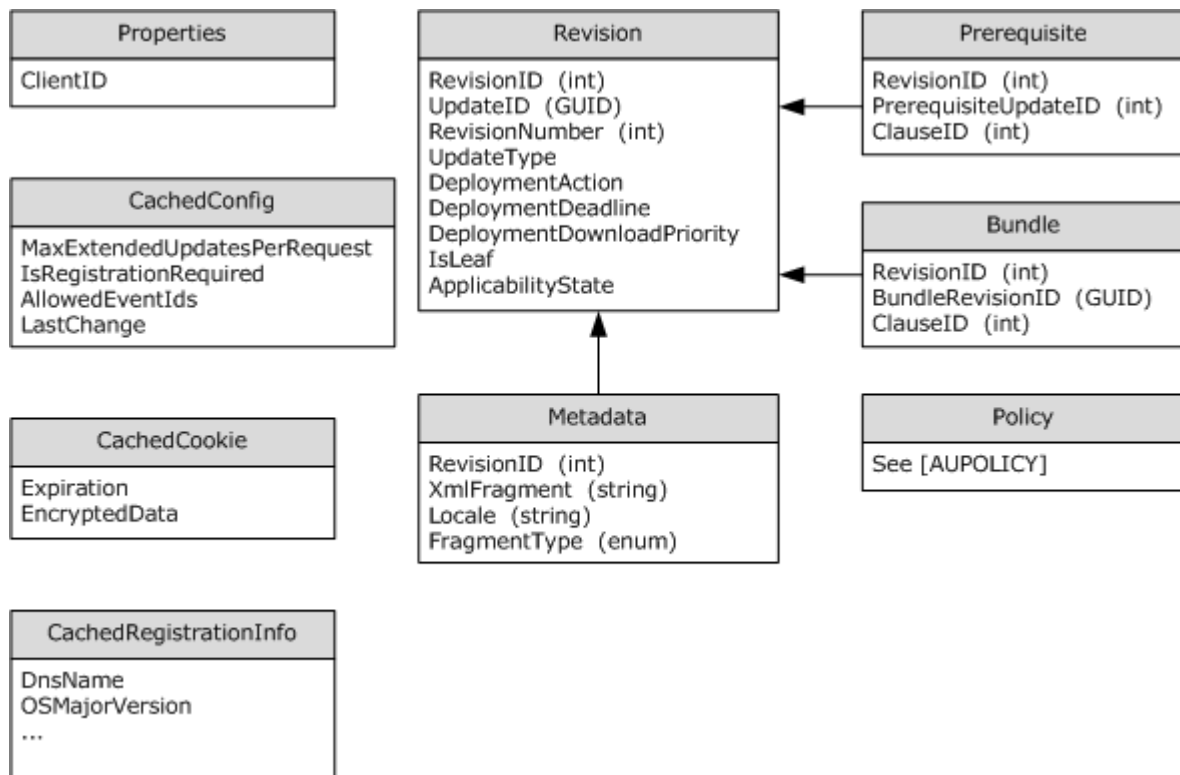 Properties
ClientID
CachedConfig
MaxExtendedUpdatesPerRequest
IsRegistrationRequired
AllowedEventIds
LastChange
CachedCookie
Expiration
EncryptedData
CachedRegistrationInfo
DnsName
OSMajorVersion
...
Revision
RevisionID (int)
UpdateID (GUID)
RevisionNumber (int)
UpdateType
DeploymentAction
DeploymentDeadline
DeploymentDownloadPriority
IsLeaf
ApplicabilityState
Metadata
RevisionID (int)
XmlFragment (string)
Locale (string)
FragmentType (enum)
Prerequisite
RevisionID (int)
PrerequisiteUpdateID (int)
ClauseID (int)
Bundle
RevisionID (int)
BundleRevisionID (GUID)
ClauseID (int)
Policy
See [AUPOLICY]